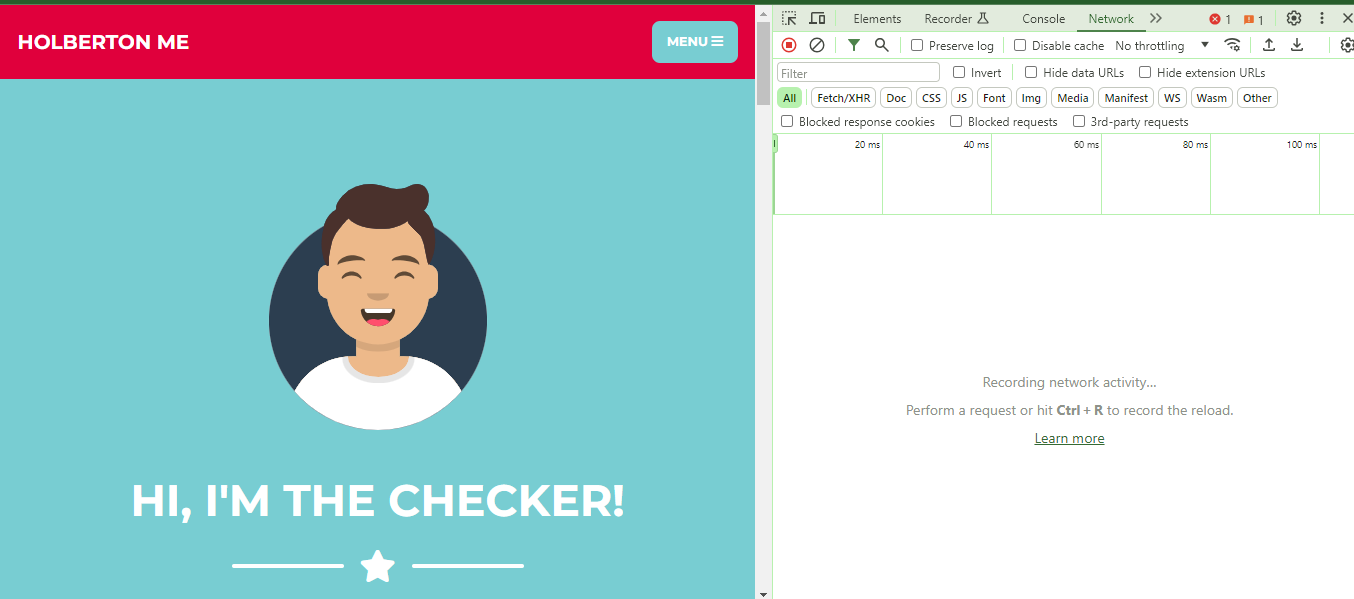 HOLBERTON ME
MENU
HI, I'M THE CHECKER!
Elements Recorder Console Network 1 1
Preserve log Disable cache No throttling
Filter Invert Hide data URLs Hide extension URLs
All Fetch/XHR Doc CSS JS Font Img Media Manifest WS Wasm Other
Blocked response cookies Blocked requests 3rd-party requests
20 ms 40 ms 60 ms 80 ms 100 ms
Recording network activity…
Perform a request or hit Ctrl + R to record the reload.
Learn more